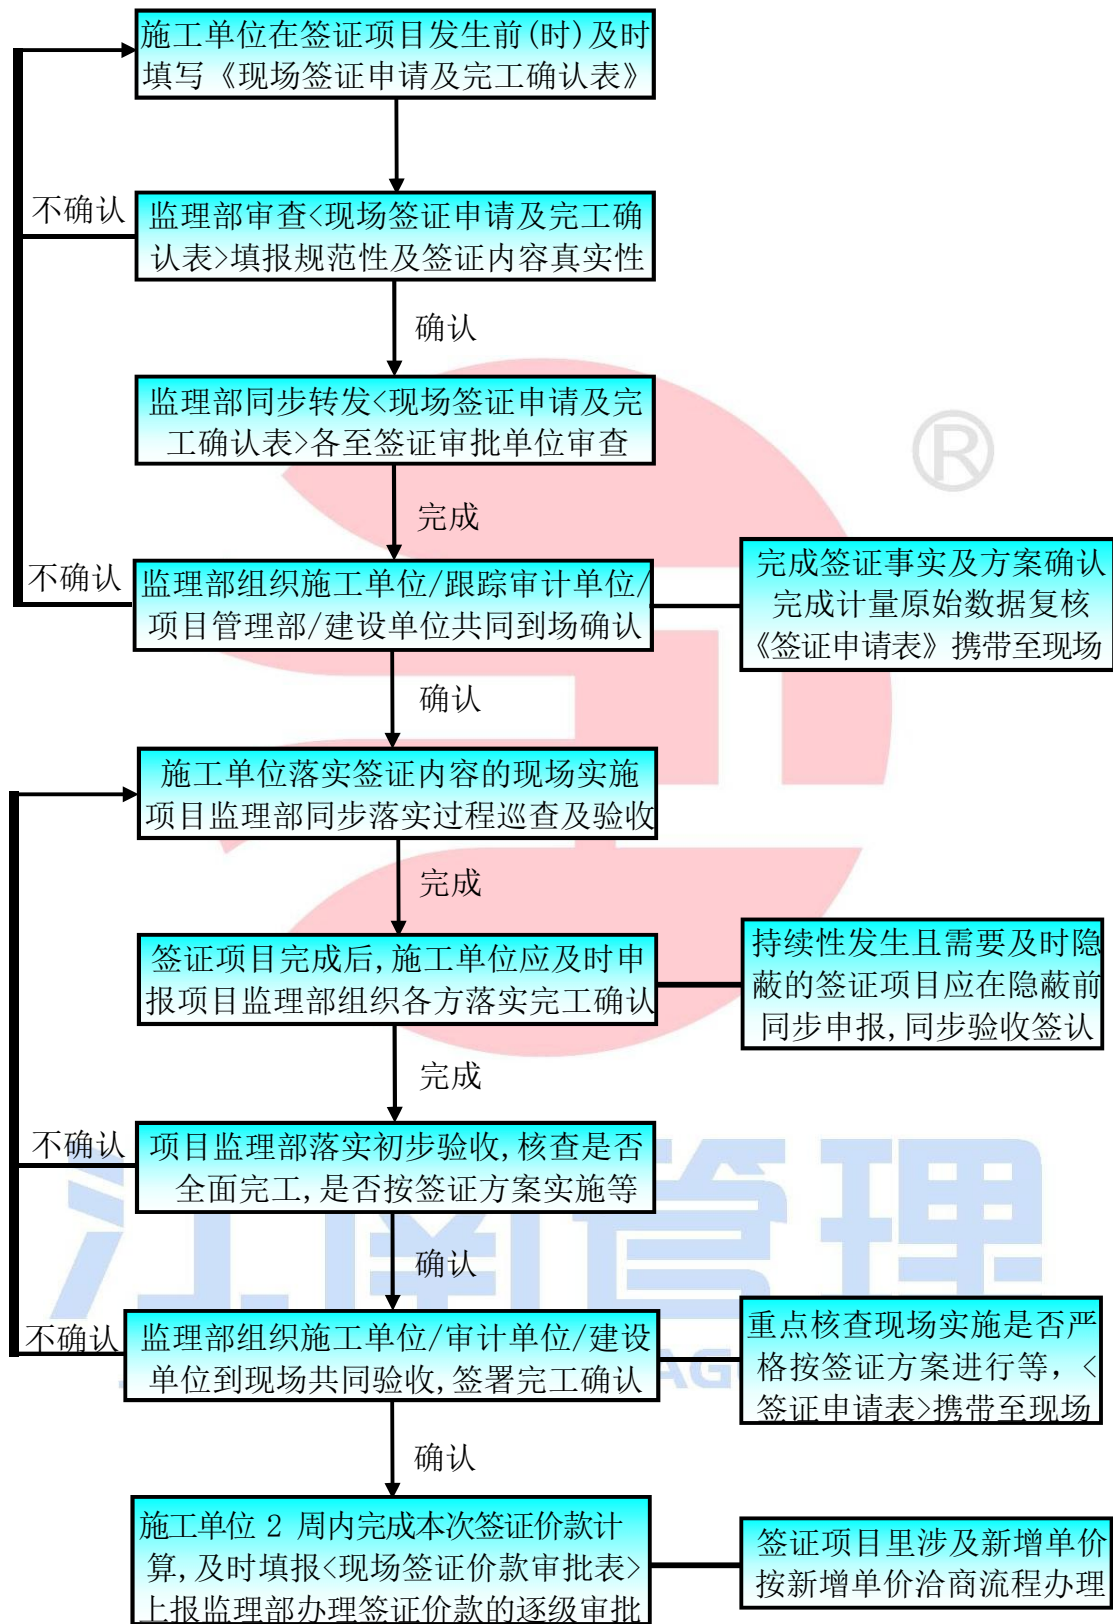 施工单位在签证项目发生前(时)及时
填写《现场签证申请及完工确认表》
不确认
监理部审查<现场签证申请及完工确
认表>填报规范性及签证内容真实性
确认
监理部同步转发<现场签证申请及完
工确认表>各至签证审批单位审查
®
完成
不确认
监理部组织施工单位/跟踪审计单位/
项目管理部/建设单位共同到场确认
完成签证事实及方案确认
完成计量原始数据复核
《签证申请表》携带至现场
确认
施工单位落实签证内容的现场实施
项目监理部同步落实过程巡查及验收
完成
签证项目完成后,施工单位应及时申
报项目监理部组织各方落实完工确认
持续性发生且需要及时隐
蔽的签证项目应在隐蔽前
同步申报,同步验收签认
完成
不确认
项目监理部落实初步验收,核查是否
全面完工,是否按签证方案实施等
江南管理
确认
不确认
监理部组织施工单位/审计单位/建设
单位到现场共同验收,签署完工确认
重点核查现场实施是否严
格按签证方案进行等，<
签证申请表>携带至现场
确认
施工单位 2 周内完成本次签证价款计
算,及时填报<现场签证价款审批表>
上报监理部办理签证价款的逐级审批
签证项目里涉及新增单价
按新增单价洽商流程办理